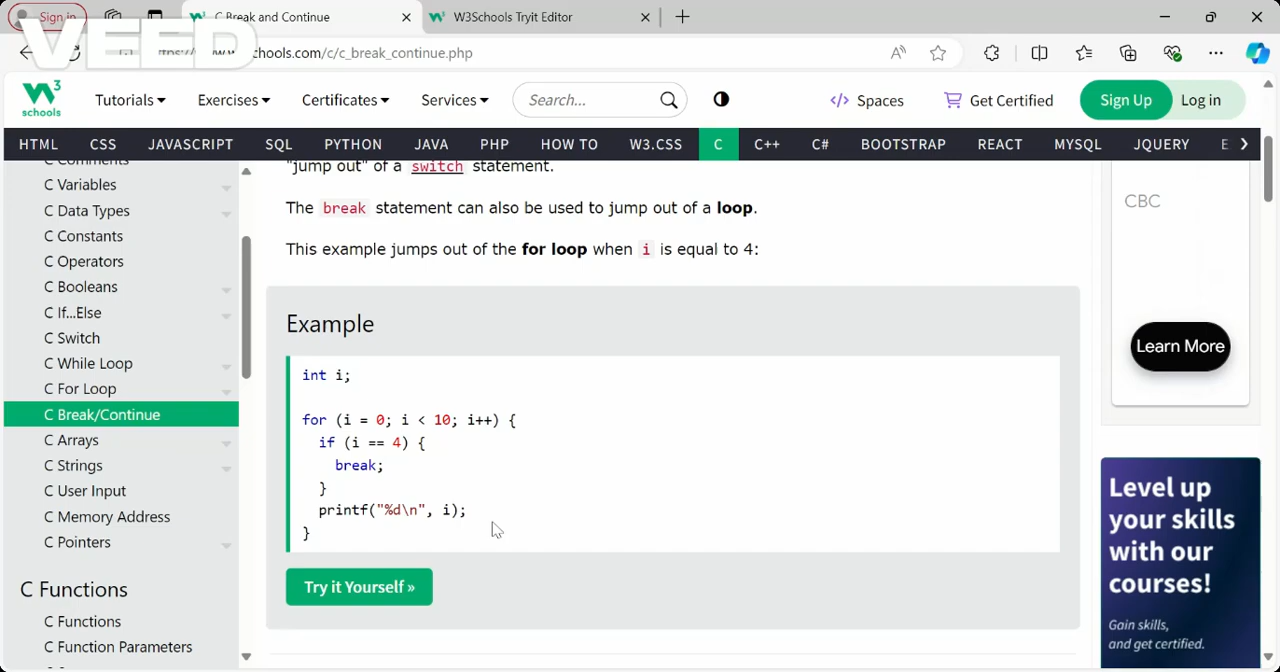 Sign in
C Break and Continue
W3Schools Tryit Editor
VEED
schools.com/c/c_break_continue.php
W3 schools
Tutorials
Exercises
Certificates
Services
Search...
Spaces
Get Certified
Sign Up
Log in
HTML CSS JAVASCRIPT SQL PYTHON JAVA PHP HOW TO W3.CSS C C++ C# BOOTSTRAP REACT MYSQL JQUERY E
C Comments
C Variables
C Data Types
C Constants
C Operators
C Booleans
C If...Else
C Switch
C While Loop
C For Loop
C Break/Continue
C Arrays
C Strings
C User Input
C Memory Address
C Pointers
C Functions
C Functions
C Function Parameters
"jump out" of a switch statement.
The break statement can also be used to jump out of a loop.
This example jumps out of the for loop when i is equal to 4:
Example
int i;
for (i = 0; i < 10; i++) {
if (i == 4) {
break;
}
printf("%d\n", i);
}
Try it Yourself »
CBC
Learn More
Level up
your skills
with our
courses!
Gain skills,
and get certified.